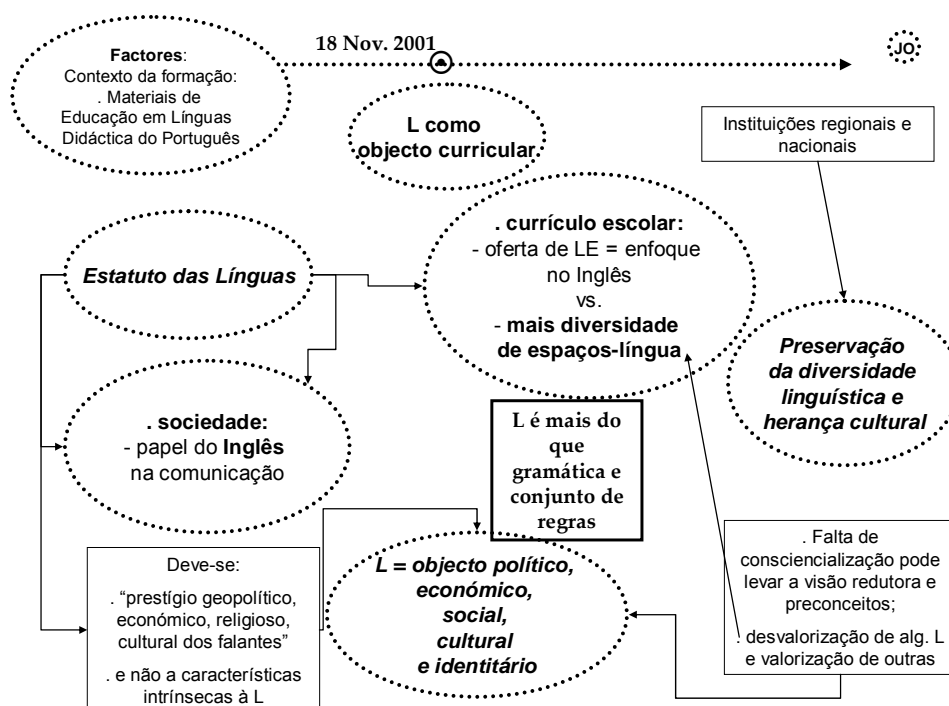 18 Nov. 2001
JO
Factores:
Contexto da formação:
. Materiais de
Educação em Línguas
Didáctica do Português
L como
objecto curricular
Instituições regionais e
nacionais
. currículo escolar:
- oferta de LE = enfoque
no Inglês
vs.
- mais diversidade
de espaços-língua
Estatuto das Línguas
Preservação
da diversidade
linguística e
herança cultural
. sociedade:
- papel do Inglês
na comunicação
L é mais do
que
gramática e
conjunto de
regras
Deve-se:
. “prestígio geopolítico,
económico, religioso,
cultural dos falantes”
. e não a características
intrínsecas à L
L = objecto político,
económico,
social,
cultural
e identitário
. Falta de
consciencialização pode
levar a visão redutora e
preconceitos;
. desvalorização de alg. L
e valorização de outras